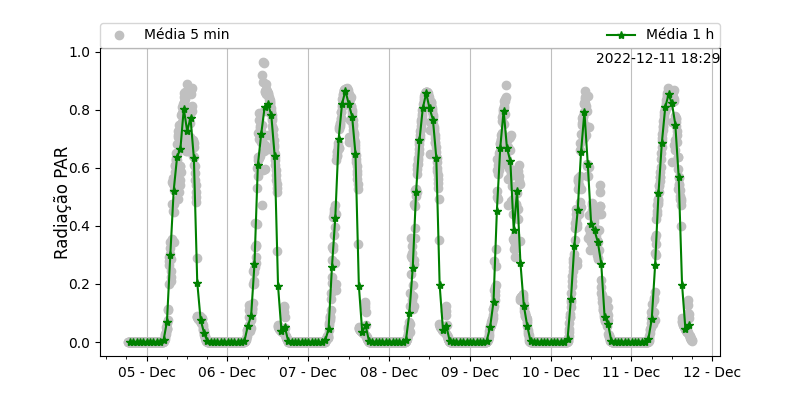 Média 5 min
Média 1 h
2022-12-11 18:29
Radiação PAR
1.0
0.8
0.6
0.4
0.2
0.0
05 - Dec
06 - Dec
07 - Dec
08 - Dec
09 - Dec
10 - Dec
11 - Dec
12 - Dec